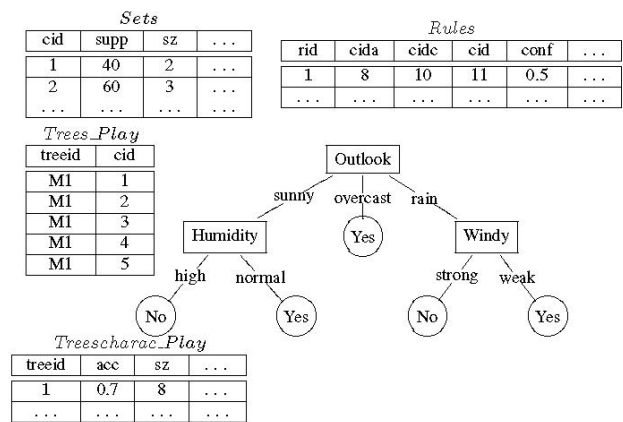 Sets
cid supp sz ...
1 40 2 ...
2 60 3 ...
... ... ... ...
Rules
rid cida cidc cid conf ...
1 8 10 11 0.5 ...
... ... ... ... ... ...
Trees_Play
treeid cid
M1 1
M1 2
M1 3
M1 4
M1 5
Outlook
sunny overcast rain
Humidity Yes Windy
high normal strong weak
No Yes No Yes
Treescharac_Play
treeid acc sz ...
1 0.7 8 ...
... ... ... ...